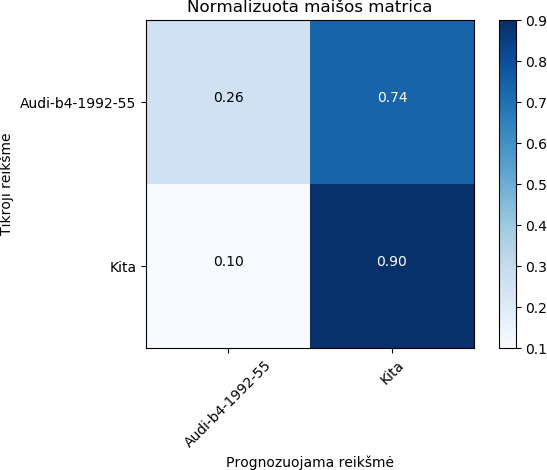 Normalizuota maišos matrica
Tikroji reikšmė
Audi-b4-1992-55
Kita
0.26
0.74
0.10
0.90
0.9
0.8
0.7
0.6
0.5
0.4
0.3
0.2
0.1
Audi-b4-1992-55
Kita
Prognozuojama reikšmė